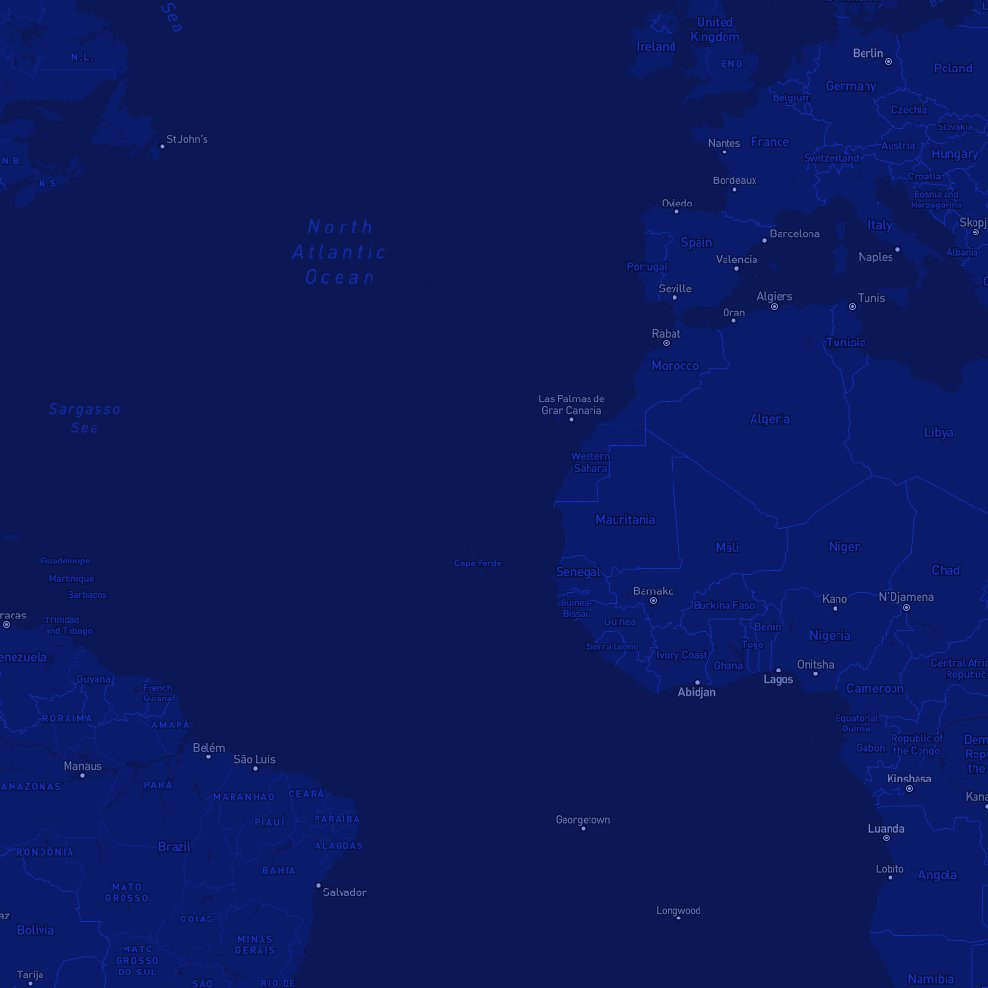 Sea
United
Kingdom
Ireland
Berlin
N.L.
ENG.
Poland
Germany
Belgium
Czechia
Slovakia
St John's
Nantes
France
Austria
Hungary
N.B.
Switzerland
Croatia
N.S.
Bordeaux
Bosnia and
Herzegovina
Oviedo
North
Atlantic
Ocean
Italy
Skopj
Barcelona
Spain
Albania
Naples
Valencia
Portugal
Seville
Algiers
Tunis
Oran
Rabat
Tunisia
Morocco
Las Palmas de
Gran Canaria
Sargasso
Sea
Algeria
Libya
Western
Sahara
Mauritania
Mali
Niger
Guadeloupe
Cape Verde
Senegal
Chad
Martinique
Barbados
Bamako
Kano
N'Djamena
Guinea-
Bissau
Burkina Faso
racas
Trinidad
and Tobago
Guinea
Benin
Nigeria
Sierra Leone
Togo
enezuela
Ivory Coast
Ghana
Onitsha
Central Afri
Republic
Guyana
Lagos
French
Guiana
Abidjan
Cameroon
RORAIMA
AMAPÁ
Equatorial
Guinea
Belém
Gabon
Republic of
the Congo
Dem
Rep
the
São Luís
Manaus
Kinshasa
AMAZONAS
PARÁ
MARANHÃO
CEARÁ
Kana
PIAUÍ
PARAÍBA
Georgetown
Luanda
Brazil
ALAGOAS
RONDÔNIA
BAHIA
Lobito
Angola
MATO
GROSSO
Salvador
az
GOIÁS
Longwood
Bolivia
MINAS
GERAIS
MATO
GROSSO
DO SUL
Tarija
SÃO
RIO DE
Namibia